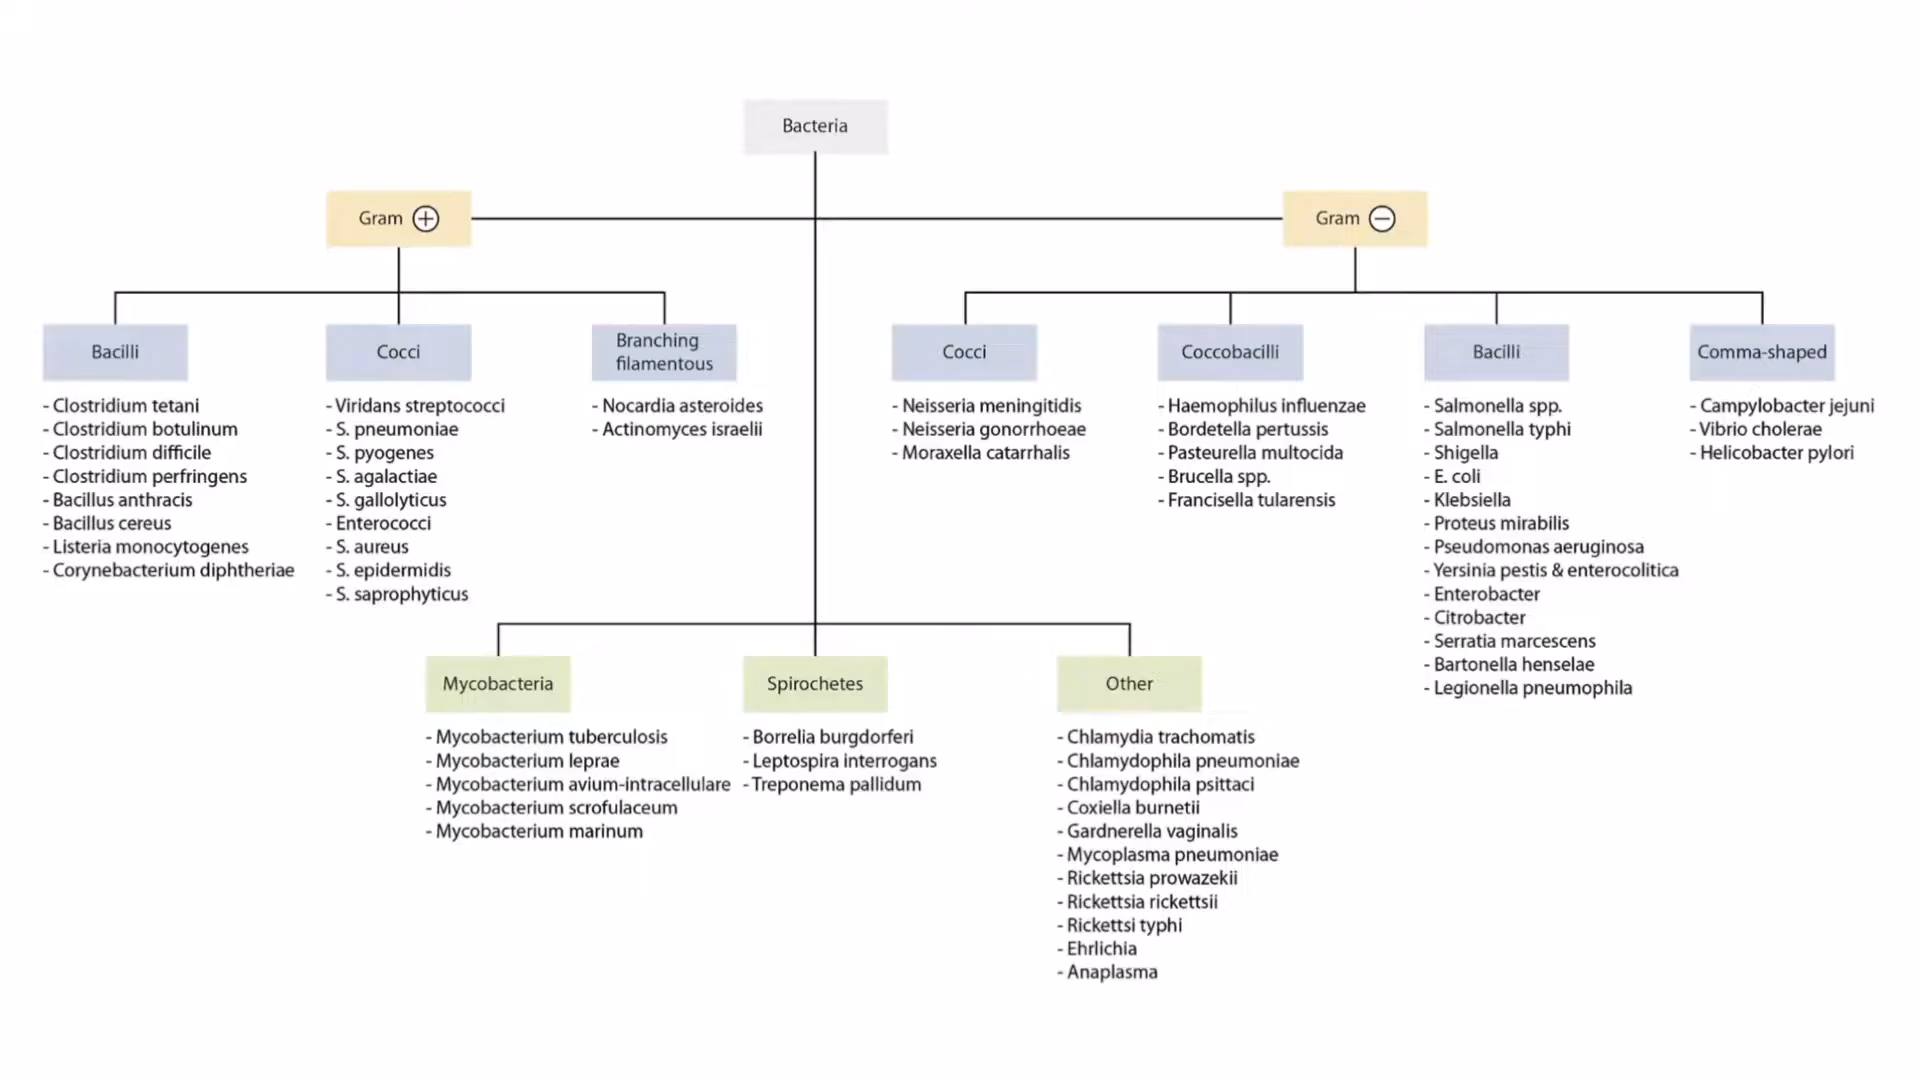 Bacteria
Gram +
Gram −
Bacilli
- Clostridium tetani
- Clostridium botulinum
- Clostridium difficile
- Clostridium perfringens
- Bacillus anthracis
- Bacillus cereus
- Listeria monocytogenes
- Corynebacterium diphtheriae
Cocci
- Viridans streptococci
- S. pneumoniae
- S. pyogenes
- S. agalactiae
- S. gallolyticus
- Enterococci
- S. aureus
- S. epidermidis
- S. saprophyticus
Branching
filamentous
- Nocardia asteroides
- Actinomyces israelii
Cocci
- Neisseria meningitidis
- Neisseria gonorrhoeae
- Moraxella catarrhalis
Coccobacilli
- Haemophilus influenzae
- Bordetella pertussis
- Pasteurella multocida
- Brucella spp.
- Francisella tularensis
Bacilli
- Salmonella spp.
- Salmonella typhi
- Shigella
- E. coli
- Klebsiella
- Proteus mirabilis
- Pseudomonas aeruginosa
- Yersinia pestis & enterocolitica
- Enterobacter
- Citrobacter
- Serratia marcescens
- Bartonella henselae
- Legionella pneumophila
Comma-shaped
- Campylobacter jejuni
- Vibrio cholerae
- Helicobacter pylori
Mycobacteria
- Mycobacterium tuberculosis
- Mycobacterium leprae
- Mycobacterium avium-intracellulare
- Mycobacterium scrofulaceum
- Mycobacterium marinum
Spirochetes
- Borrelia burgdorferi
- Leptospira interrogans
- Treponema pallidum
Other
- Chlamydia trachomatis
- Chlamydophila pneumoniae
- Chlamydophila psittaci
- Coxiella burnetii
- Gardnerella vaginalis
- Mycoplasma pneumoniae
- Rickettsia prowazekii
- Rickettsia rickettsii
- Rickettsi typhi
- Ehrlichia
- Anaplasma